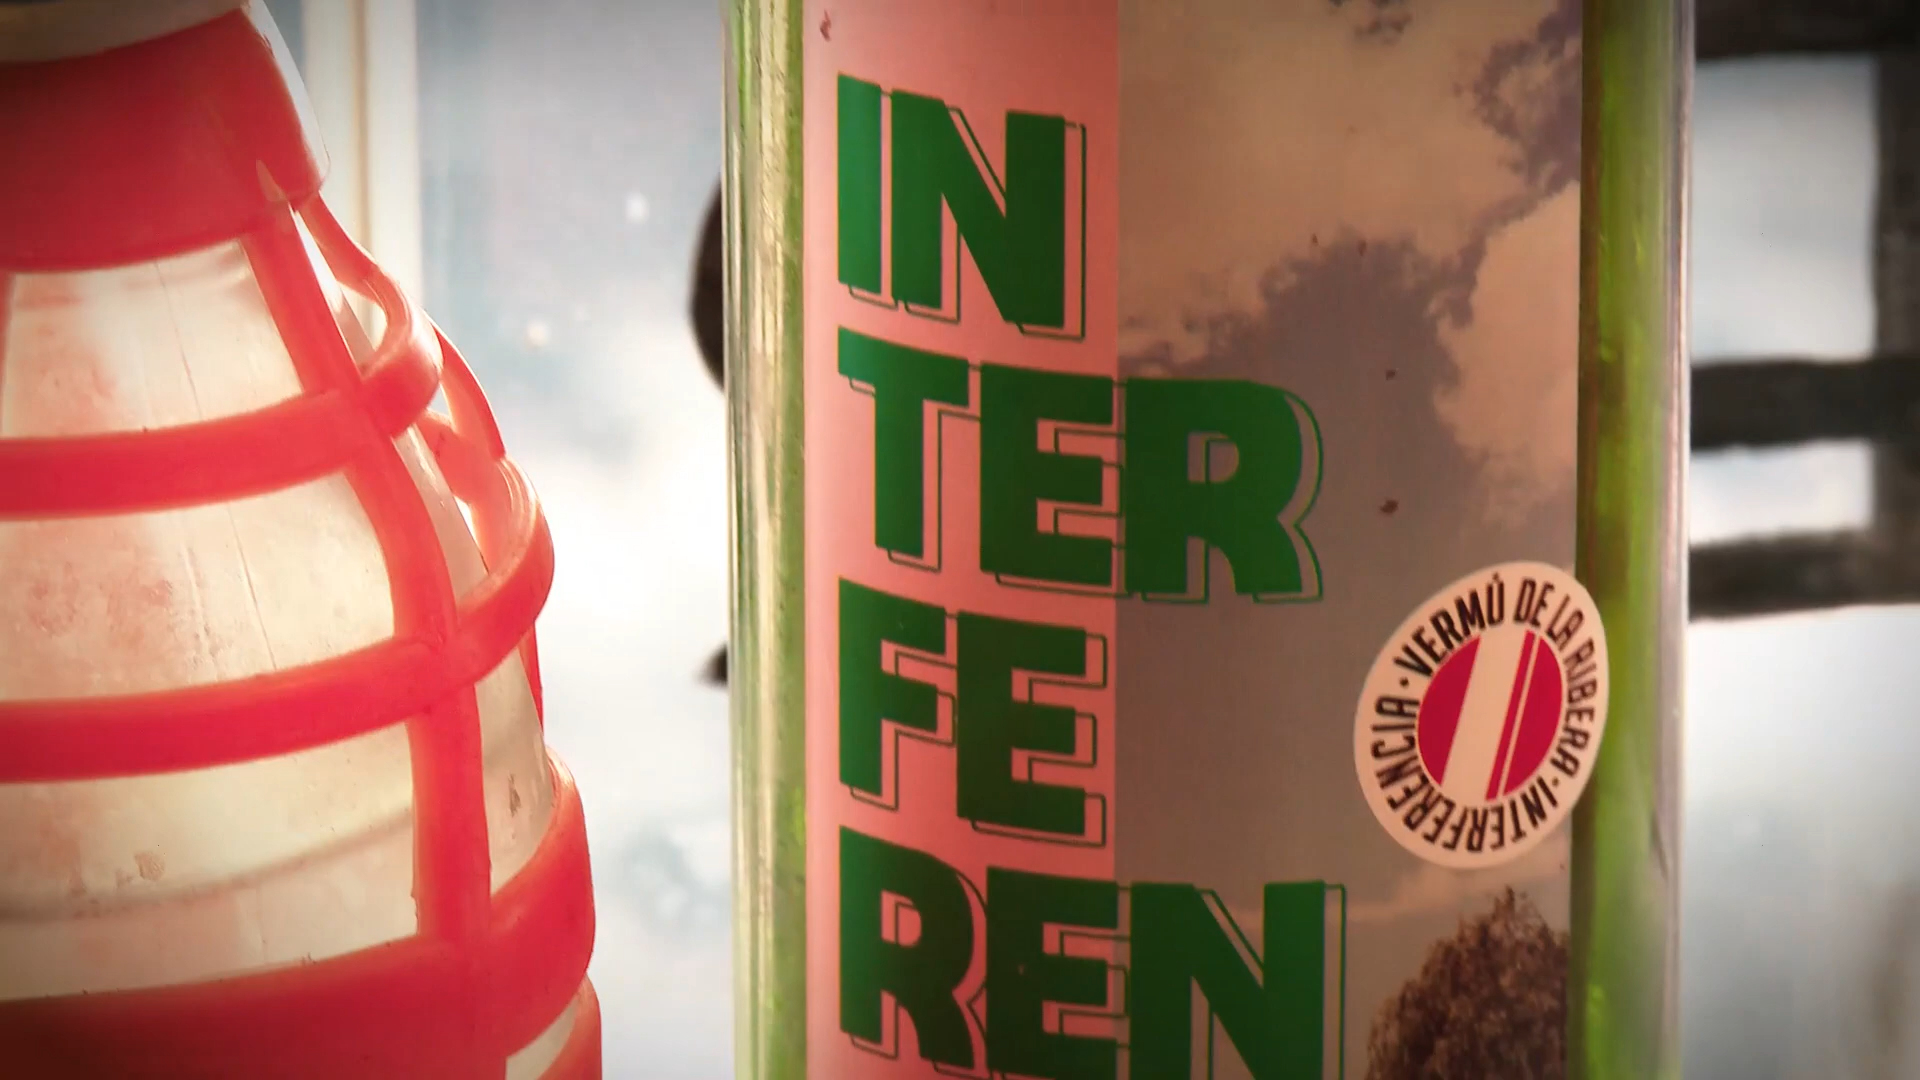 IN
TER
FE
REN
VERMÚ DE LA RIBERA · INTERFERENCIA ·